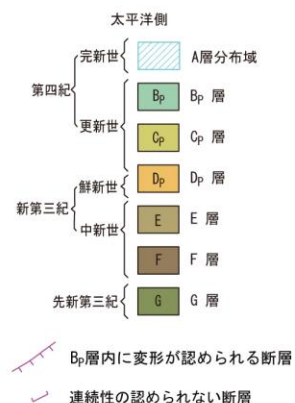 太平洋側
完新世
A層分布域
第四紀
更新世
BP
BP 層
CP
CP 層
鮮新世
DP
DP 層
新第三紀
中新世
E
E 層
F
F 層
先新第三紀
G
G 層
BP層内に変形が認められる断層
連続性の認められない断層